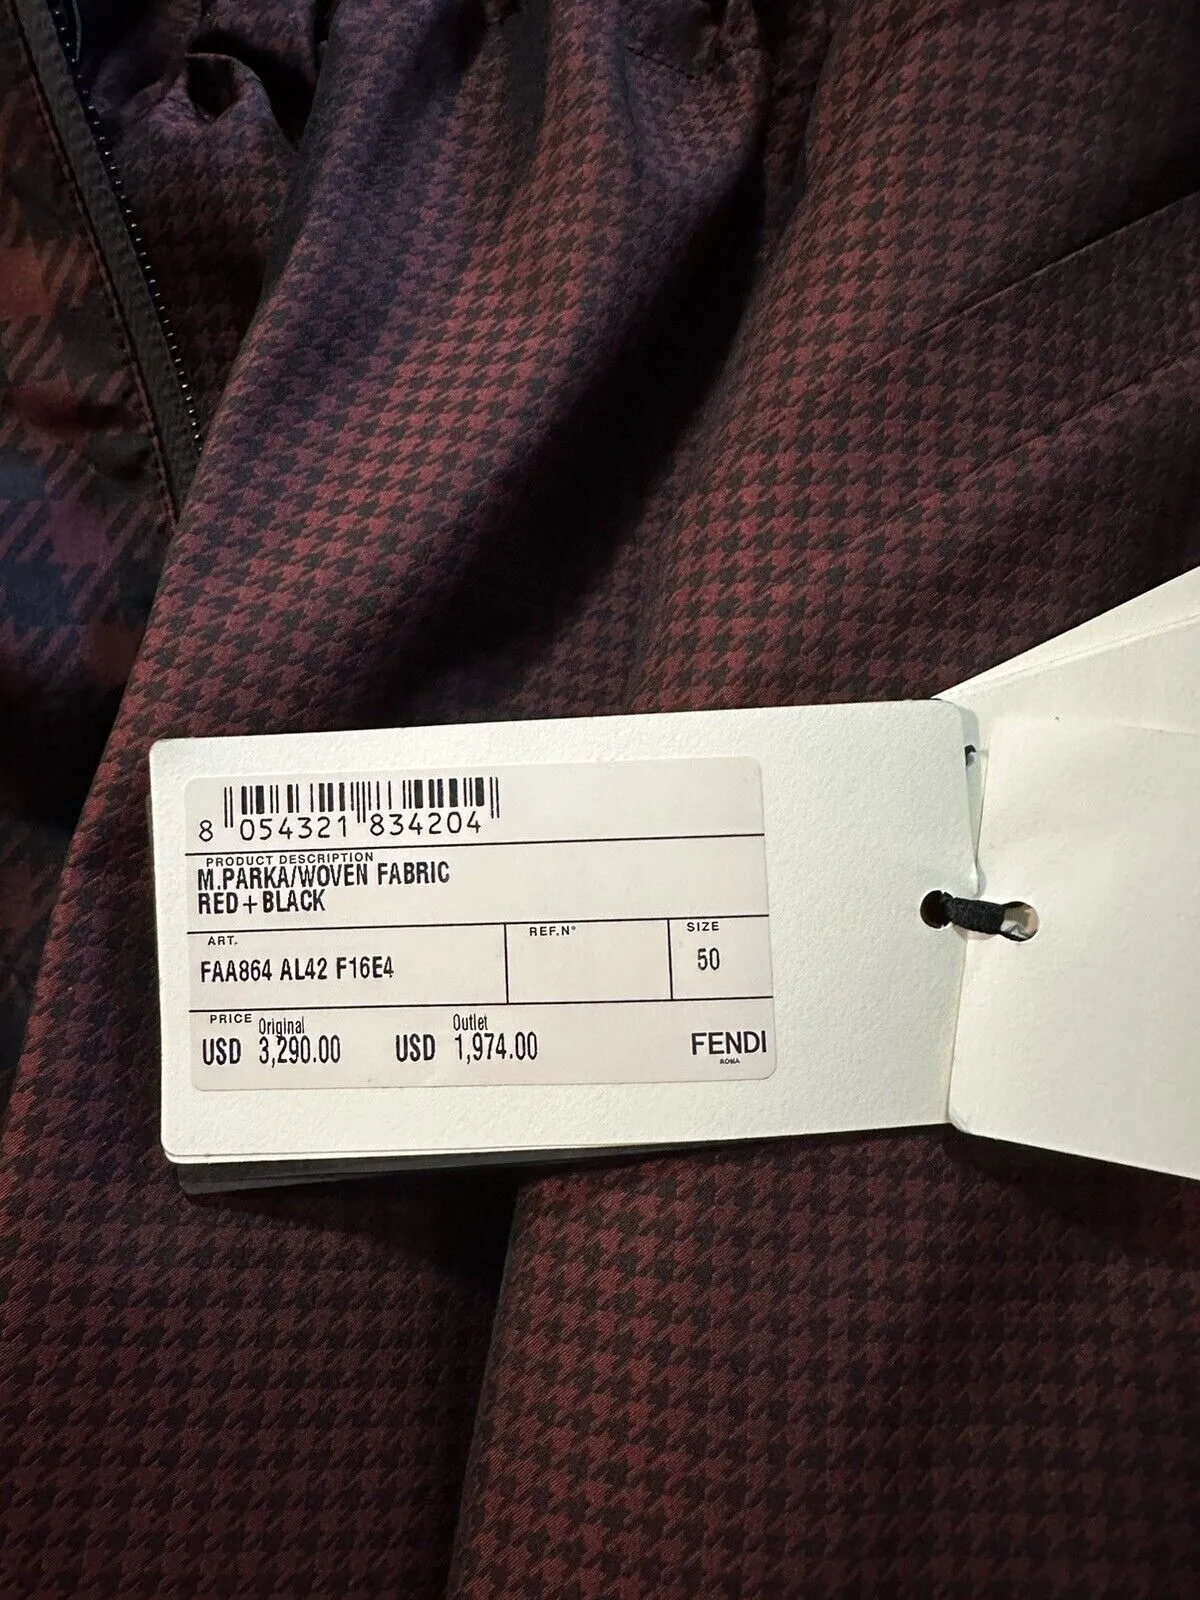 8 054321 834204
PRODUCT DESCRIPTION
M.PARKA/WOVEN FABRIC
RED+BLACK
ART.
FAA864 AL42 F16E4
REF.N°
SIZE
50
PRICE
Original
USD 3,290.00
Outlet
USD 1,974.00
FENDI
ROMA